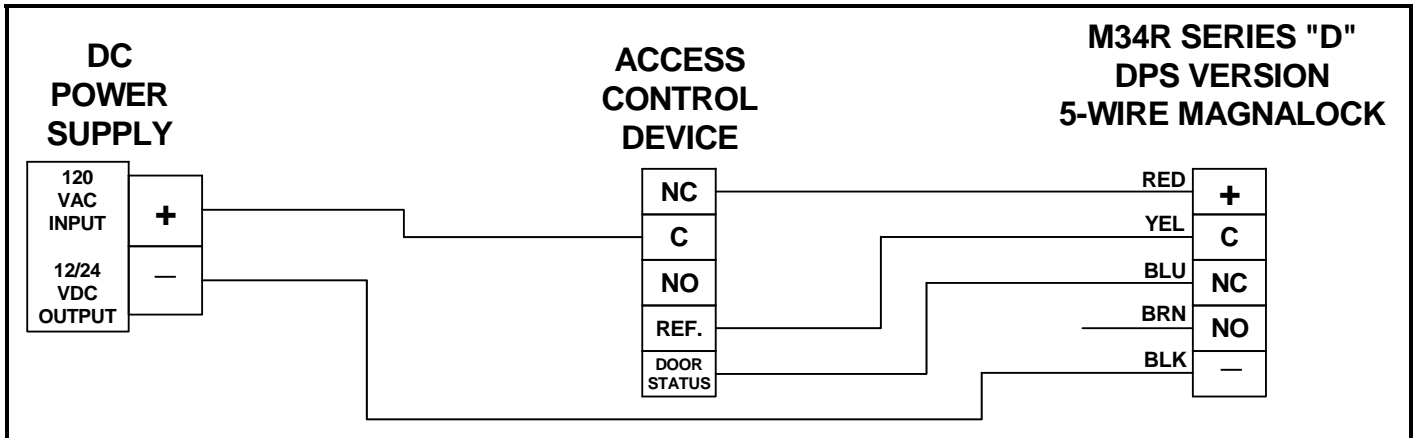 DC
POWER
SUPPLY
120
VAC
INPUT
12/24
VDC
OUTPUT
+
—
ACCESS
CONTROL
DEVICE
NC
C
NO
REF.
DOOR
STATUS
M34R SERIES "D"
DPS VERSION
5-WIRE MAGNALOCK
RED
+
YEL
C
BLU
NC
BRN
NO
BLK
—